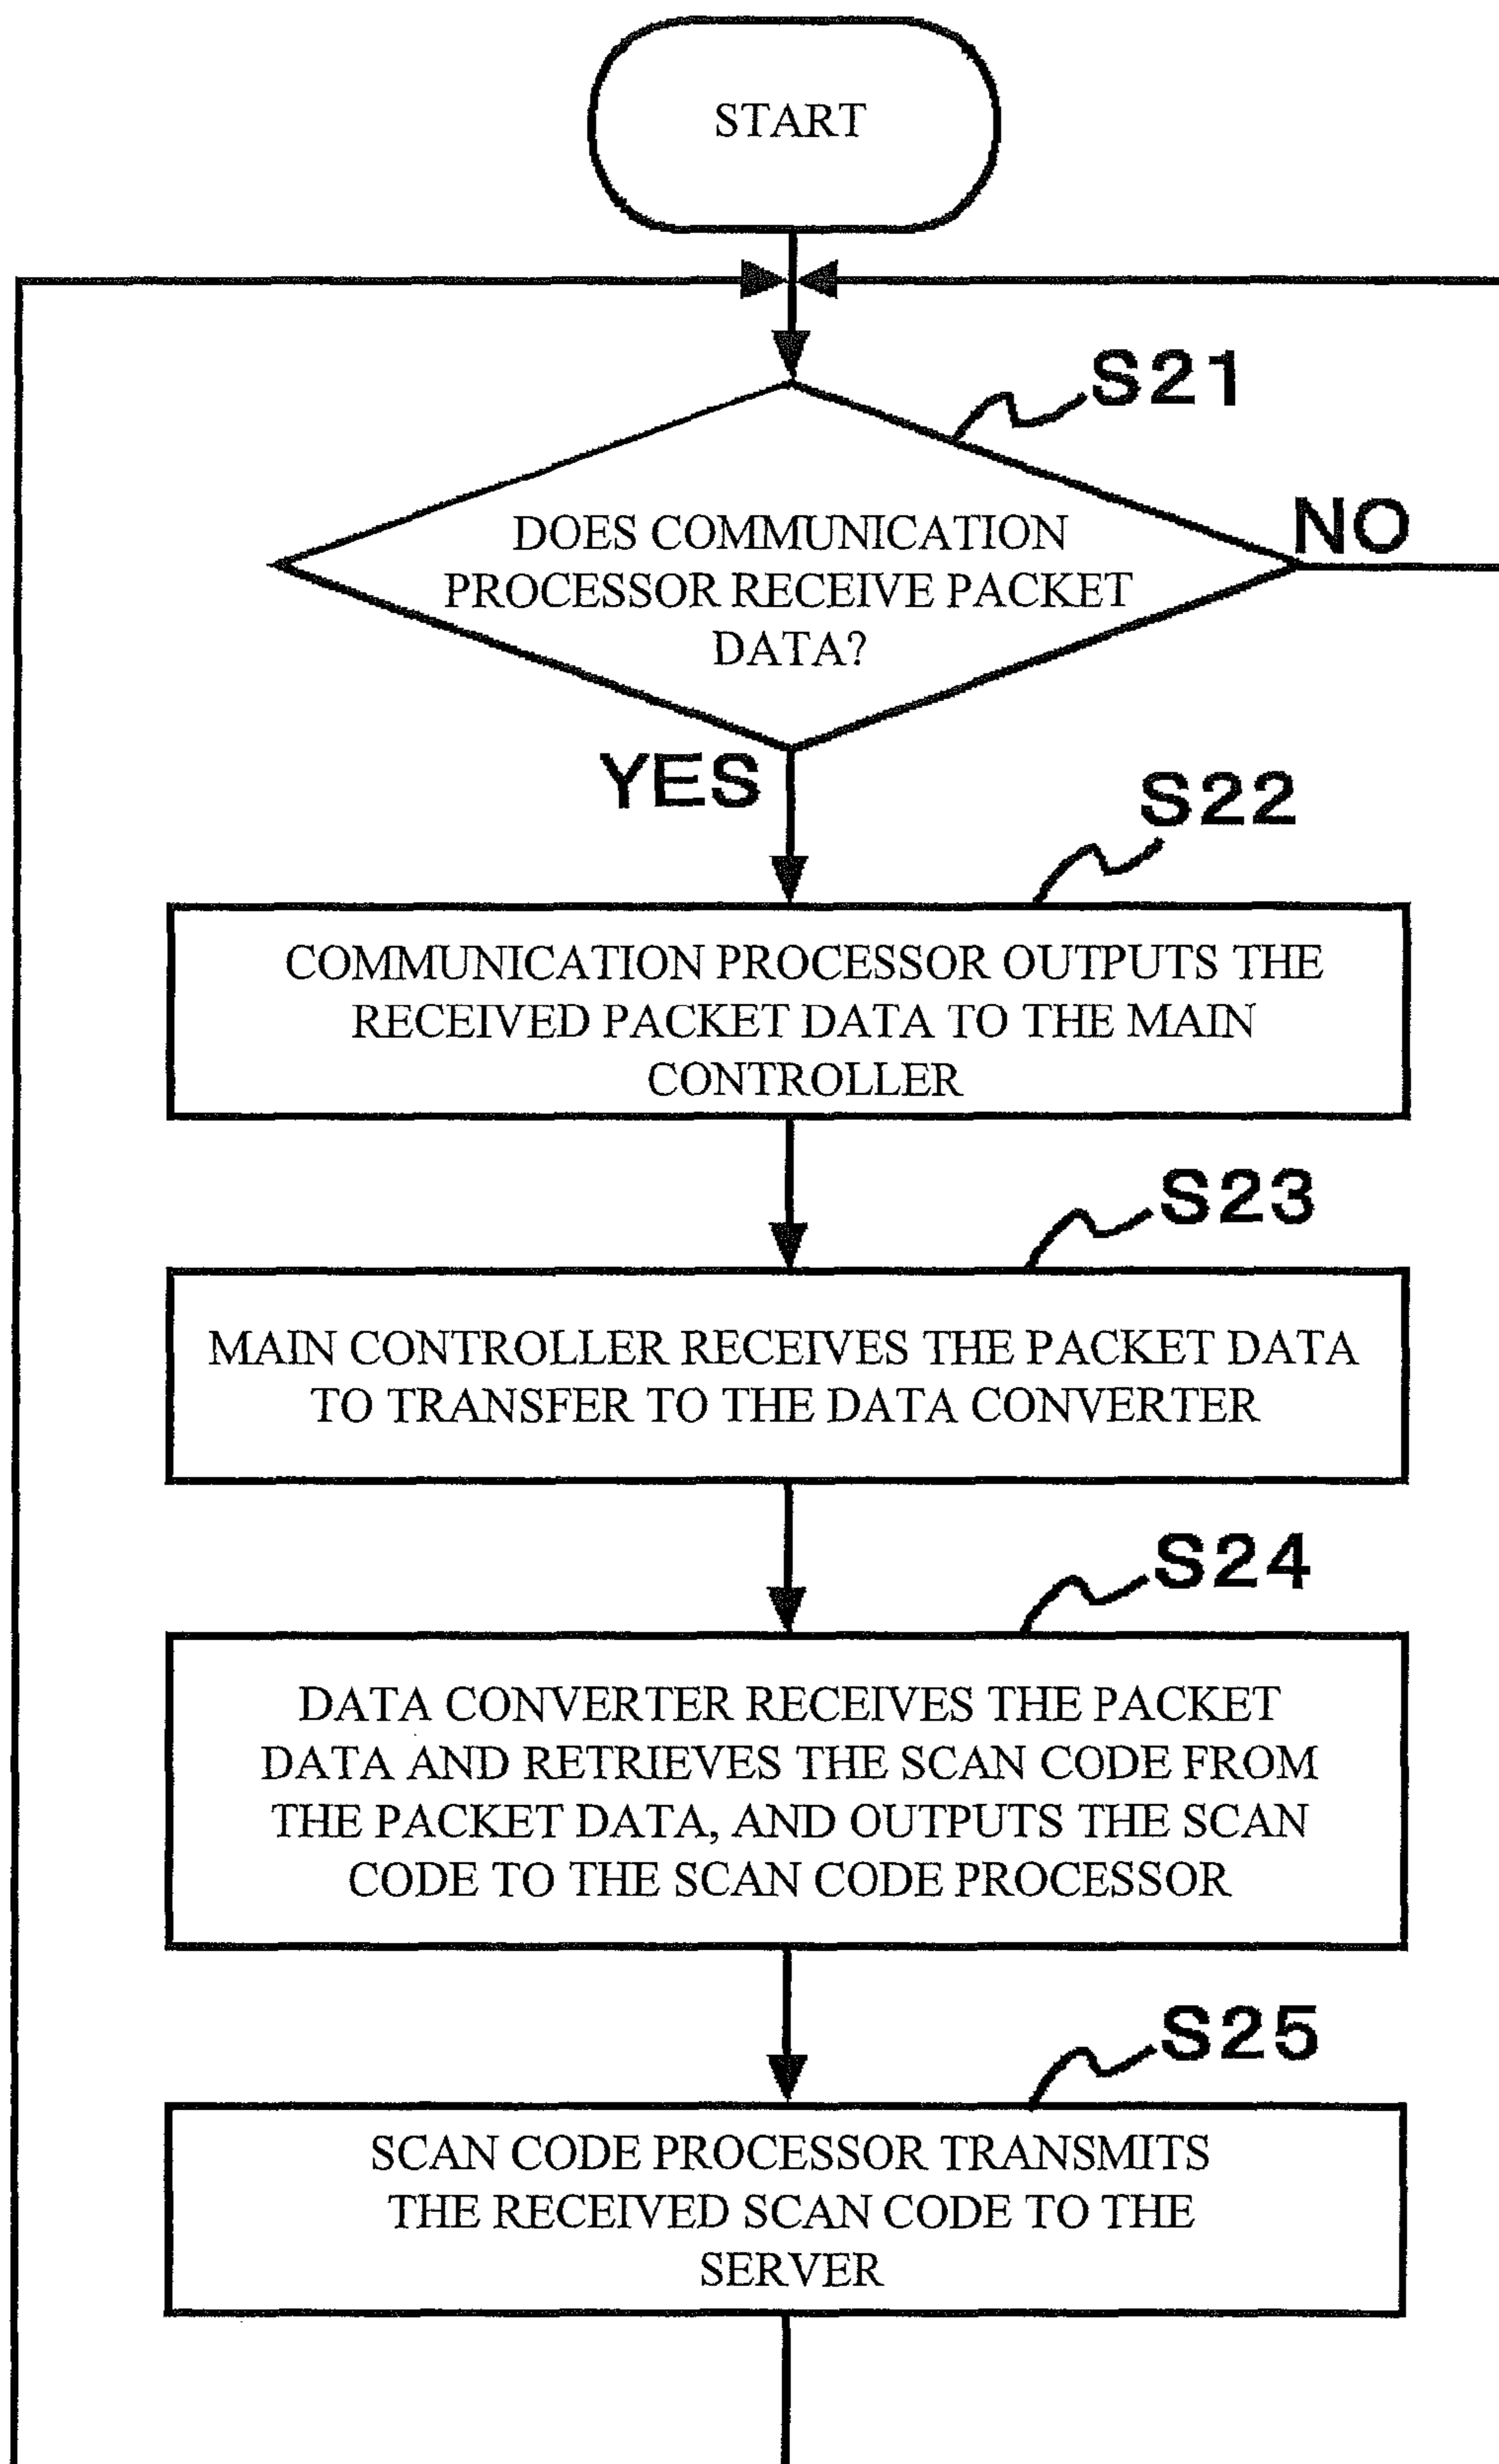 START
S21
DOES COMMUNICATION
PROCESSOR RECEIVE PACKET
DATA?
NO
YES
S22
COMMUNICATION PROCESSOR OUTPUTS THE
RECEIVED PACKET DATA TO THE MAIN
CONTROLLER
S23
MAIN CONTROLLER RECEIVES THE PACKET DATA
TO TRANSFER TO THE DATA CONVERTER
S24
DATA CONVERTER RECEIVES THE PACKET
DATA AND RETRIEVES THE SCAN CODE FROM
THE PACKET DATA, AND OUTPUTS THE SCAN
CODE TO THE SCAN CODE PROCESSOR
S25
SCAN CODE PROCESSOR TRANSMITS
THE RECEIVED SCAN CODE TO THE
SERVER